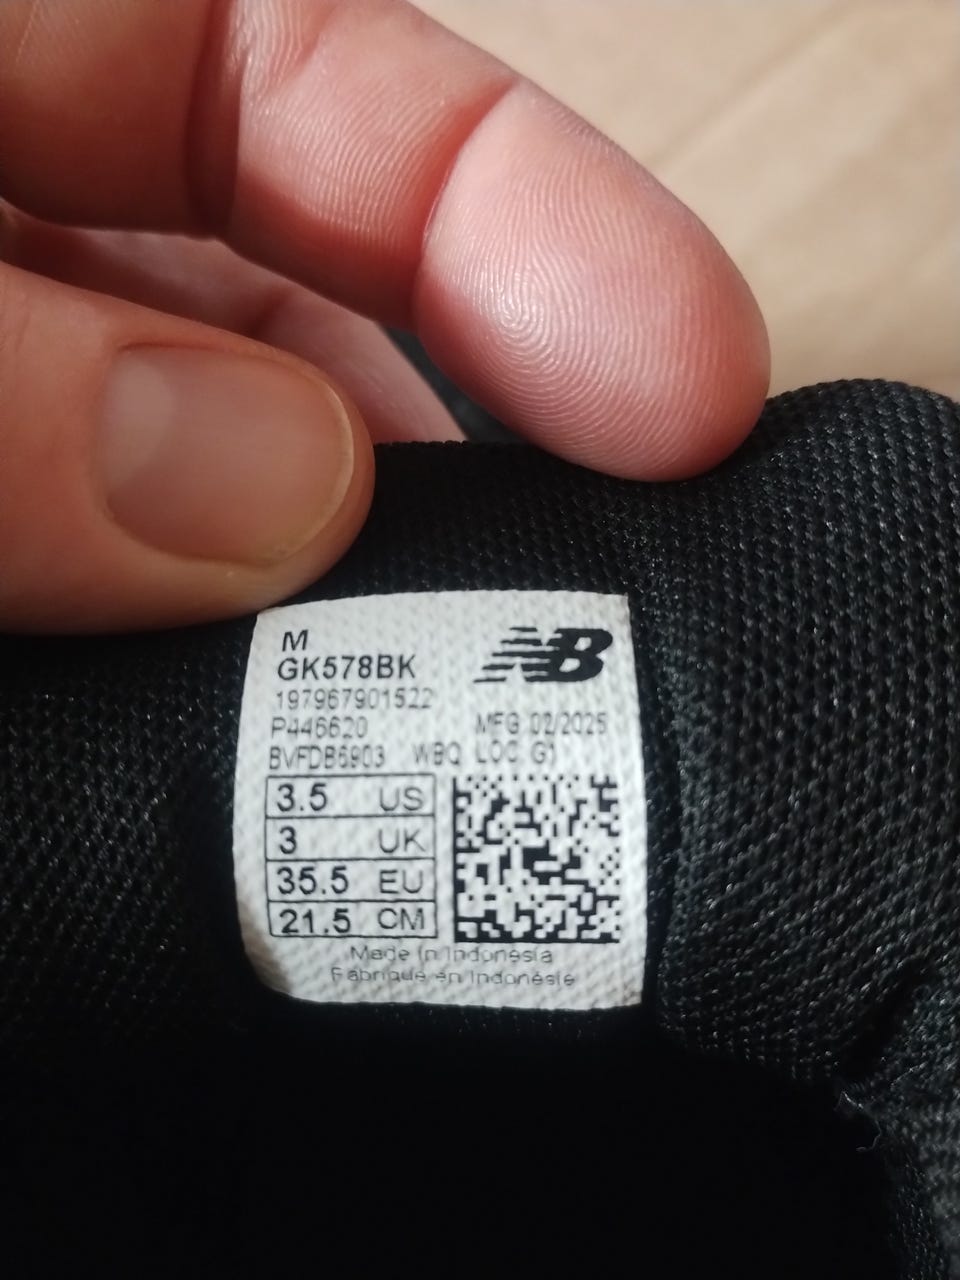 M
GK578BK
NB
197967901522
P446620 MFG 02/2025
BVFDB6903 WBQ LOC G1
3.5 US
3 UK
35.5 EU
21.5 CM
Made in Indonesia
Fabriqué en Indonésie